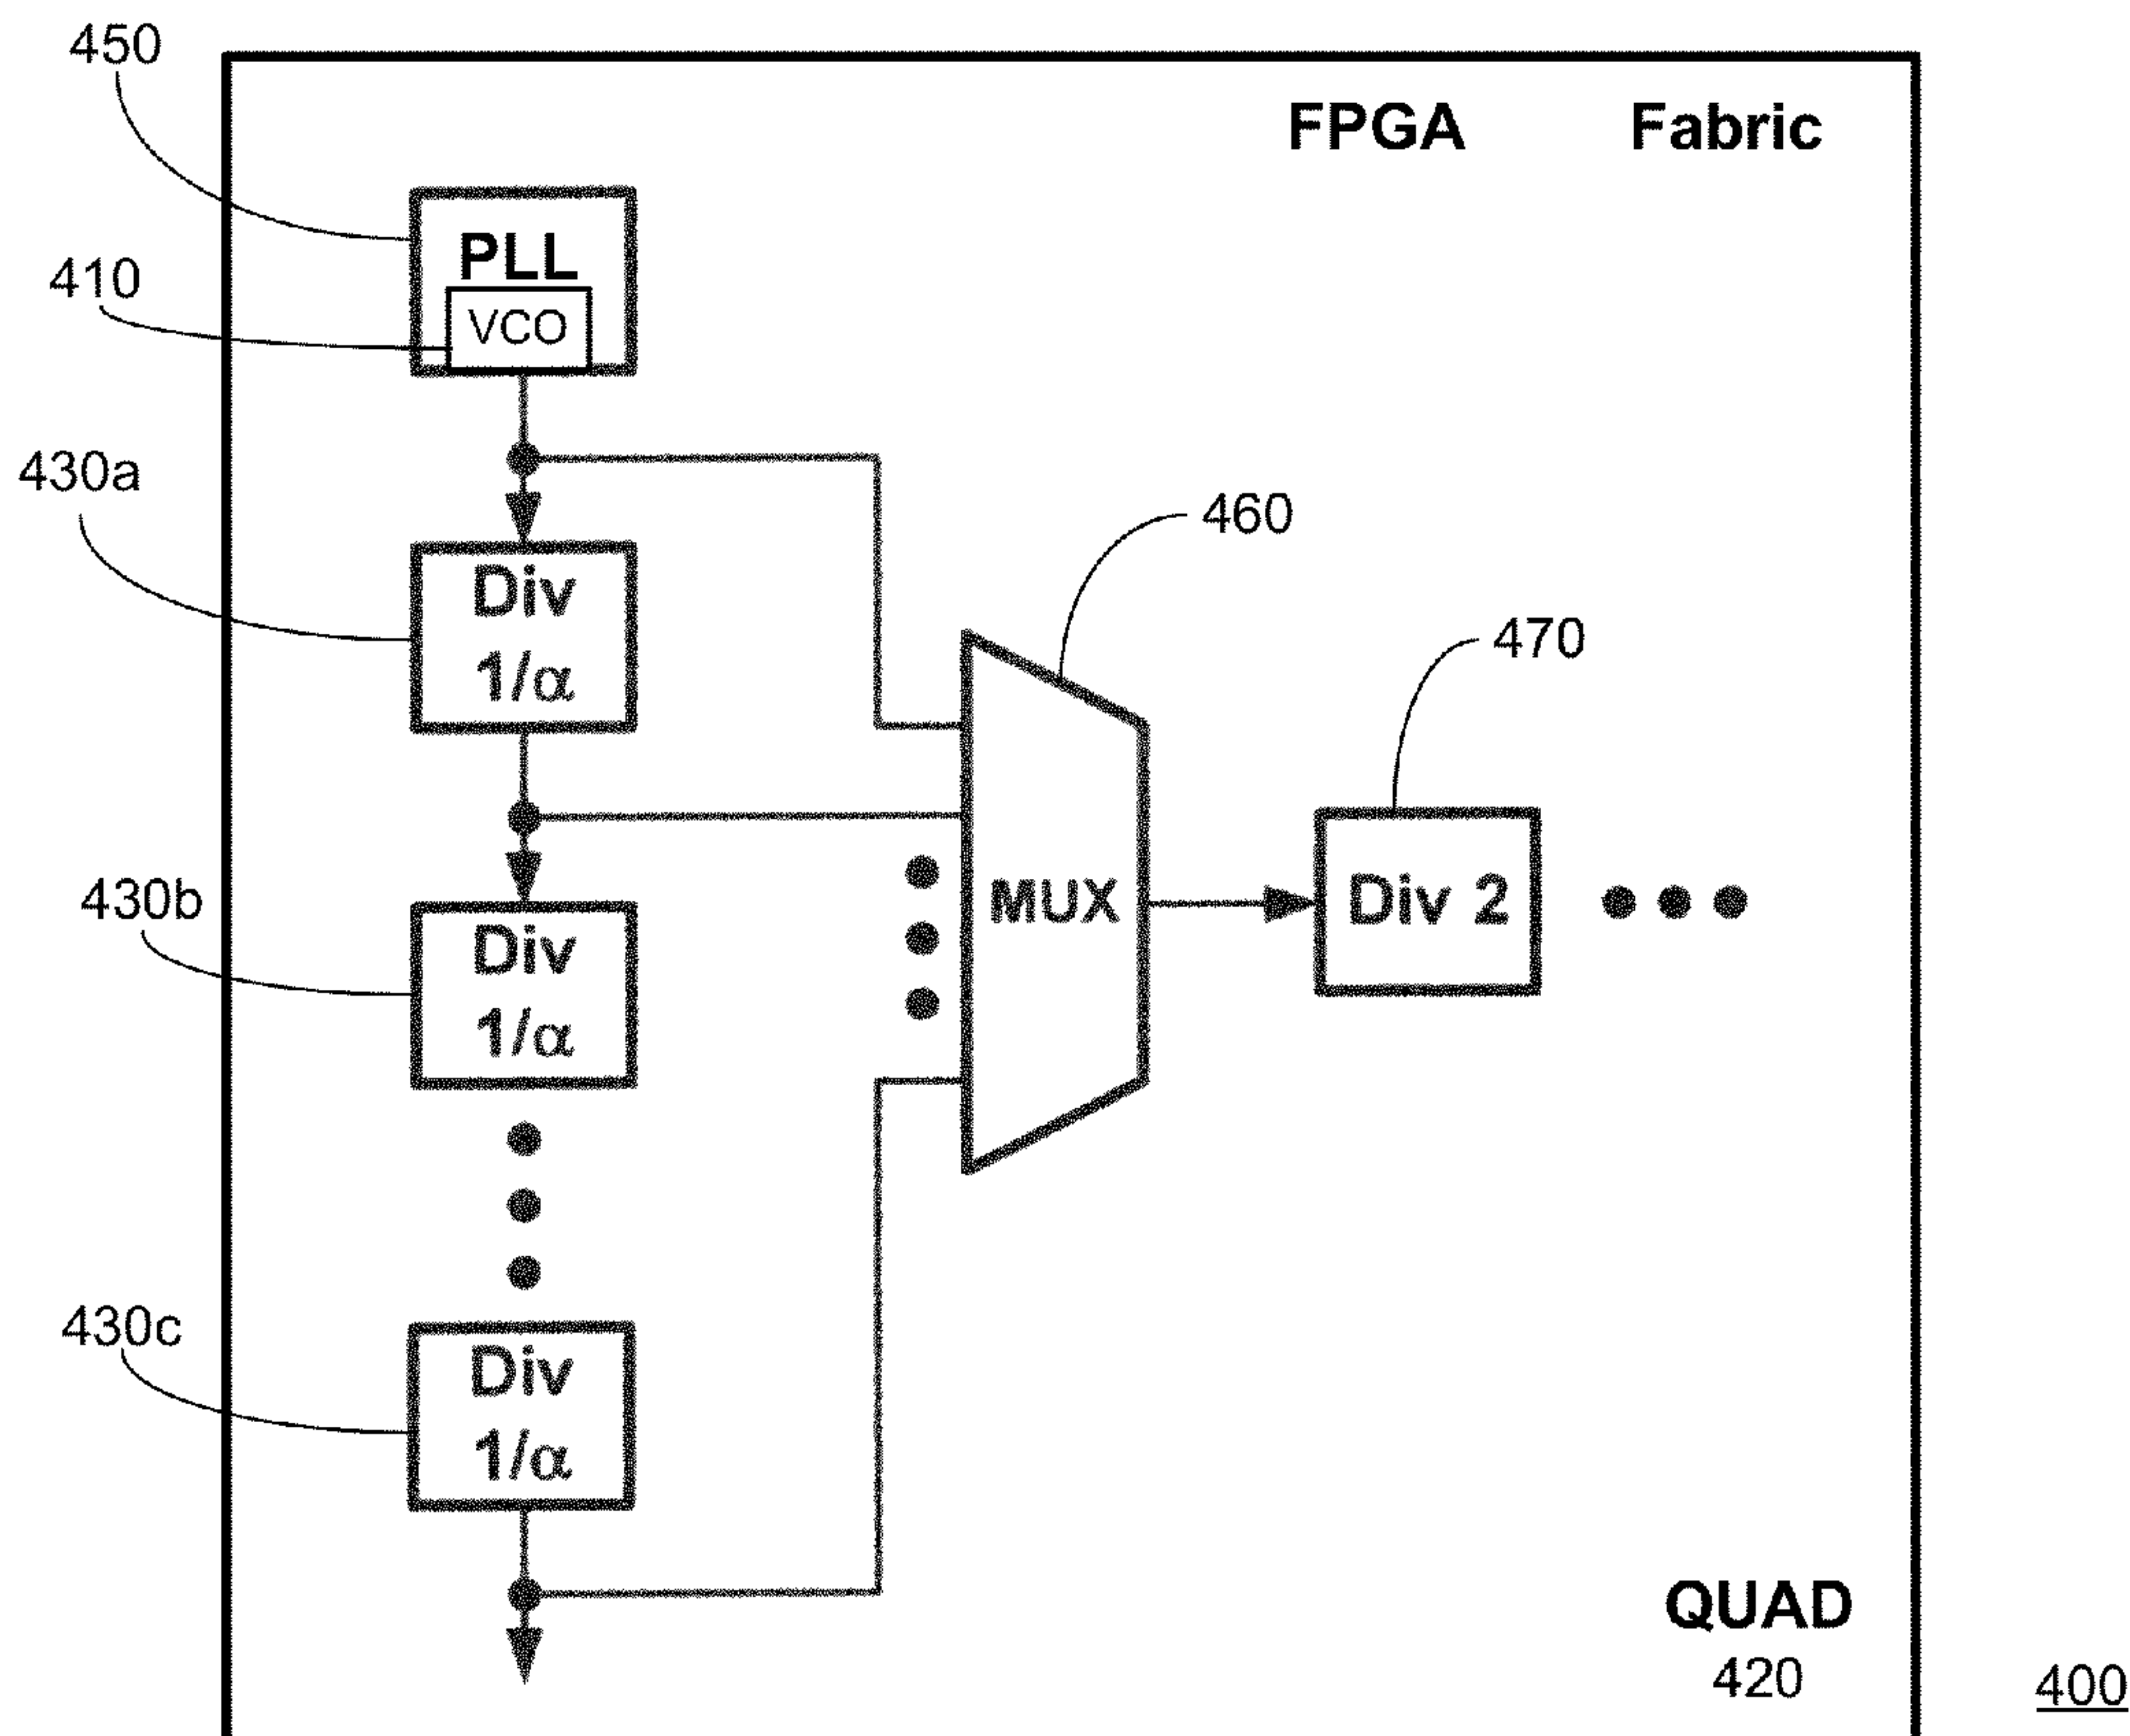 450
FPGA Fabric
PLL
410
VCO
430a
460
Div
1/α
470
430b
MUX
Div 2
Div
1/α
430c
Div
1/α
QUAD
420
400